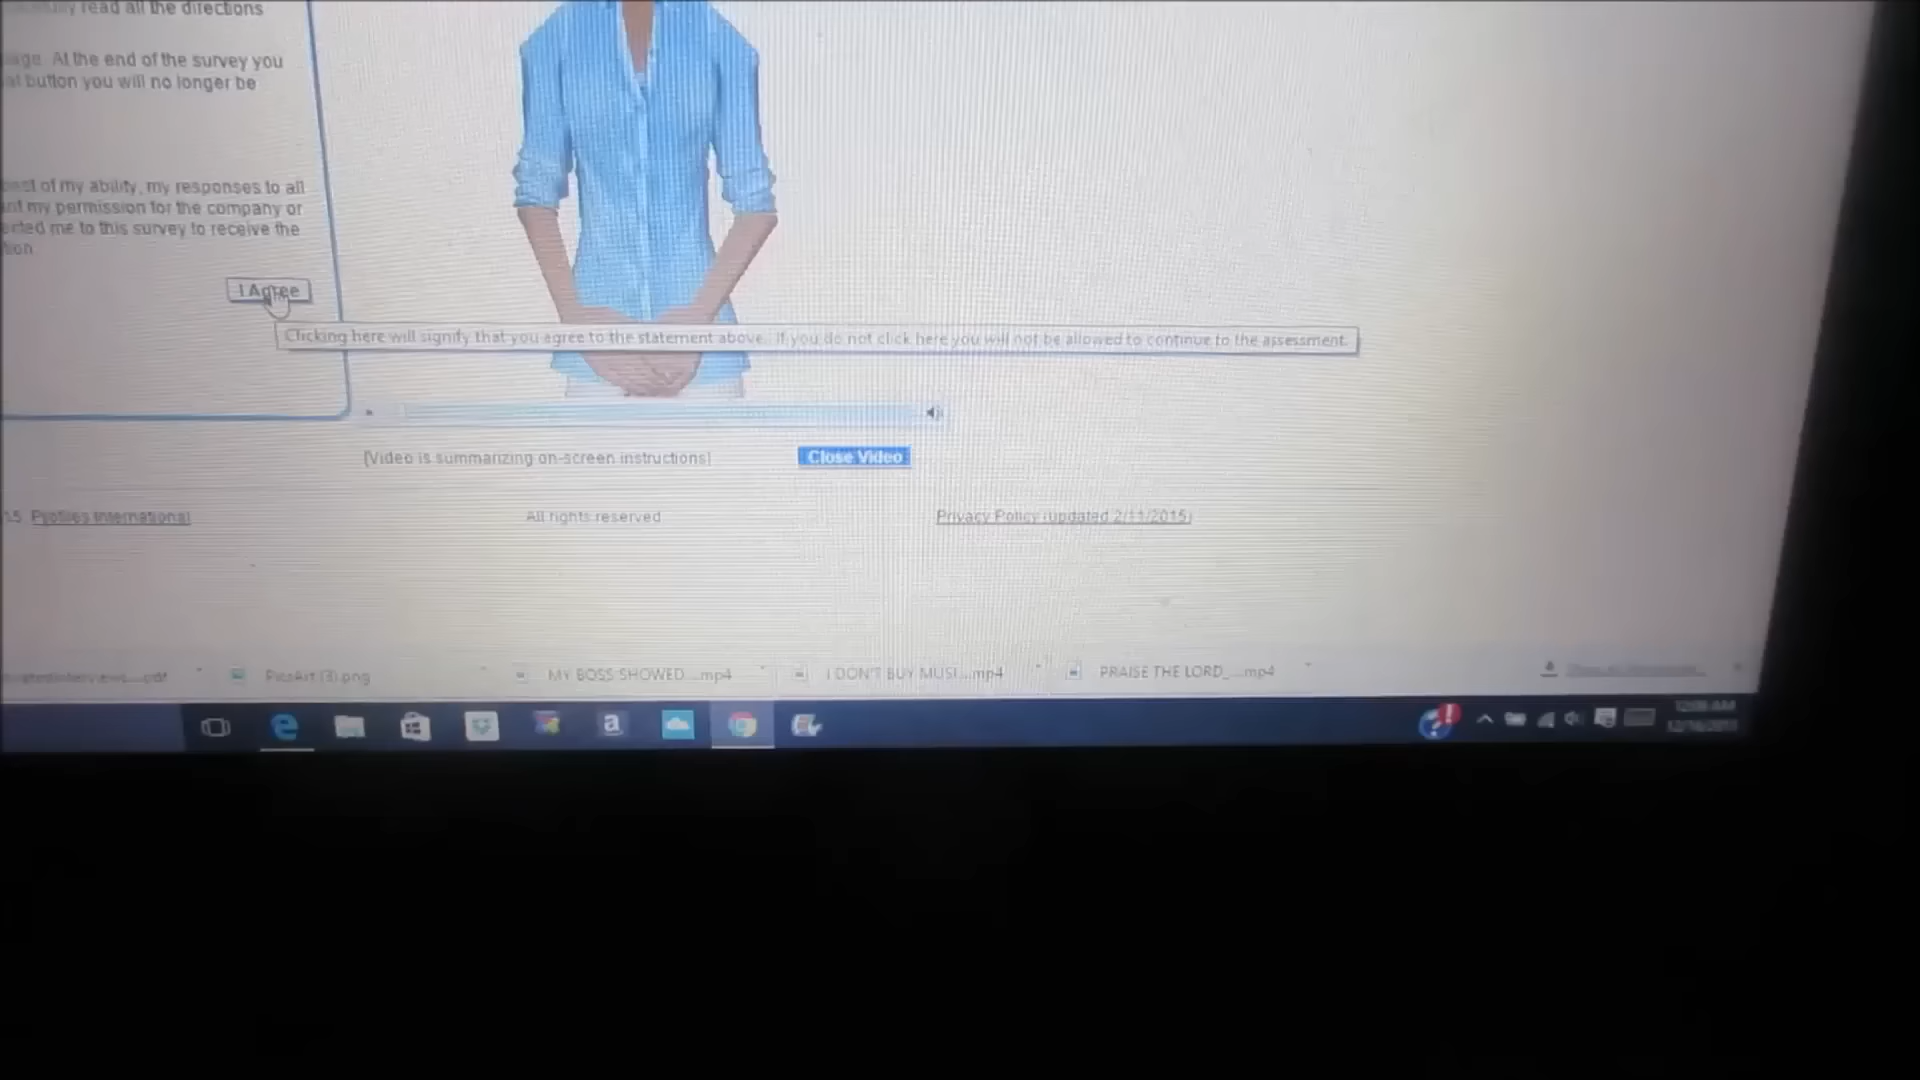 read all the directions
At the end of the survey you
button you will no longer be
of my ability, my responses to all
my permission for the company or
me to this survey to receive the
I Agree
Clicking here will signify that you agree to the statement above. If you do not click here you will not be allowed to continue to the assessment.
[Video is summarizing on-screen instructions]
Close Video
Profiles International
All rights reserved
Privacy Policy (updated 2/11/2015)
PicsArt (3).png
MY BOSS SHOWED....mp4
I DON'T BUY MUSI....mp4
PRAISE THE LORD_....mp4
a